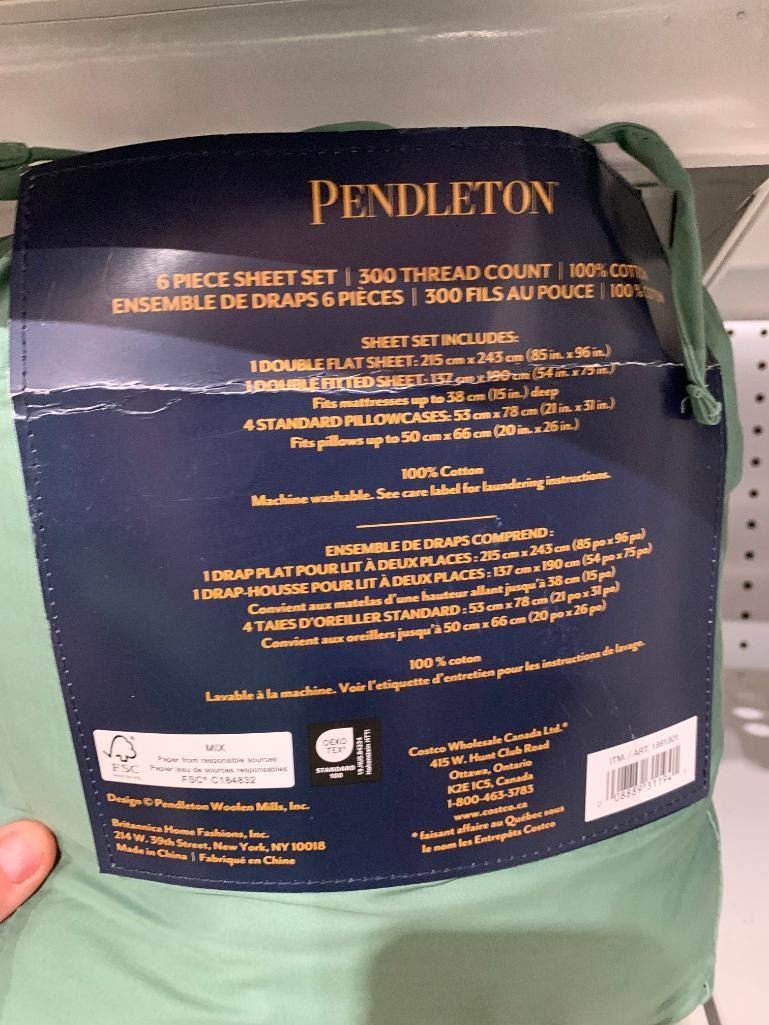 PENDLETON
6 PIECE SHEET SET | 300 THREAD COUNT | 100% COTT
ENSEMBLE DE DRAPS 6 PIÈCES | 300 FILS AU POUCE | 100 %
SHEET SET INCLUDES:
1 DOUBLE FLAT SHEET: 215 cm x 243 cm (85 in. x 96 in.)
1 DOUBLE FITTED SHEET: 137 cm x 190 cm (54 in. x 75 in.)
Fits mattresses up to 38 cm (15 in.) deep
4 STANDARD PILLOWCASES: 53 cm x 78 cm (21 in. x 31 in.)
Fits pillows up to 50 cm x 66 cm (20 in. x 26 in.)
100% Cotton
Machine washable. See care label for laundering instructions.
ENSEMBLE DE DRAPS COMPREND :
1 DRAP PLAT POUR LIT À DEUX PLACES : 215 cm x 243 cm (85 po x 96 po)
1 DRAP-HOUSSE POUR LIT À DEUX PLACES : 137 cm x 190 cm (54 po x 75 po)
Convient aux matelas d'une hauteur allant jusqu'à 38 cm (15 po)
4 TAIES D'OREILLER STANDARD : 53 cm x 78 cm (21 po x 31 po)
Convient aux oreillers jusqu'à 50 cm x 66 cm (20 po x 26 po)
100 % coton
Lavable à la machine. Voir l'etiquette d'entretien pour les instructions de lavage.
FSC
MIX
Paper from responsible sources
Papier issu de sources responsables
FSC® C184832
OEKO
TEX®
STANDARD
100
Hohenstein HTTI
Design © Pendleton Woolen Mills, Inc.
Britannica Home Fashions, Inc.
214 W. 39th Street, New York, NY 10018
Made in China | Fabriqué en Chine
Costco Wholesale Canada Ltd.*
415 W. Hunt Club Road
Ottawa, Ontario
K2E 1C5, Canada
1-800-463-3783
www.costco.ca
* faisant affaire au Québec sous
le nom les Entrepôts Costco
ITM. / ART. 1891801
0 08889 31194